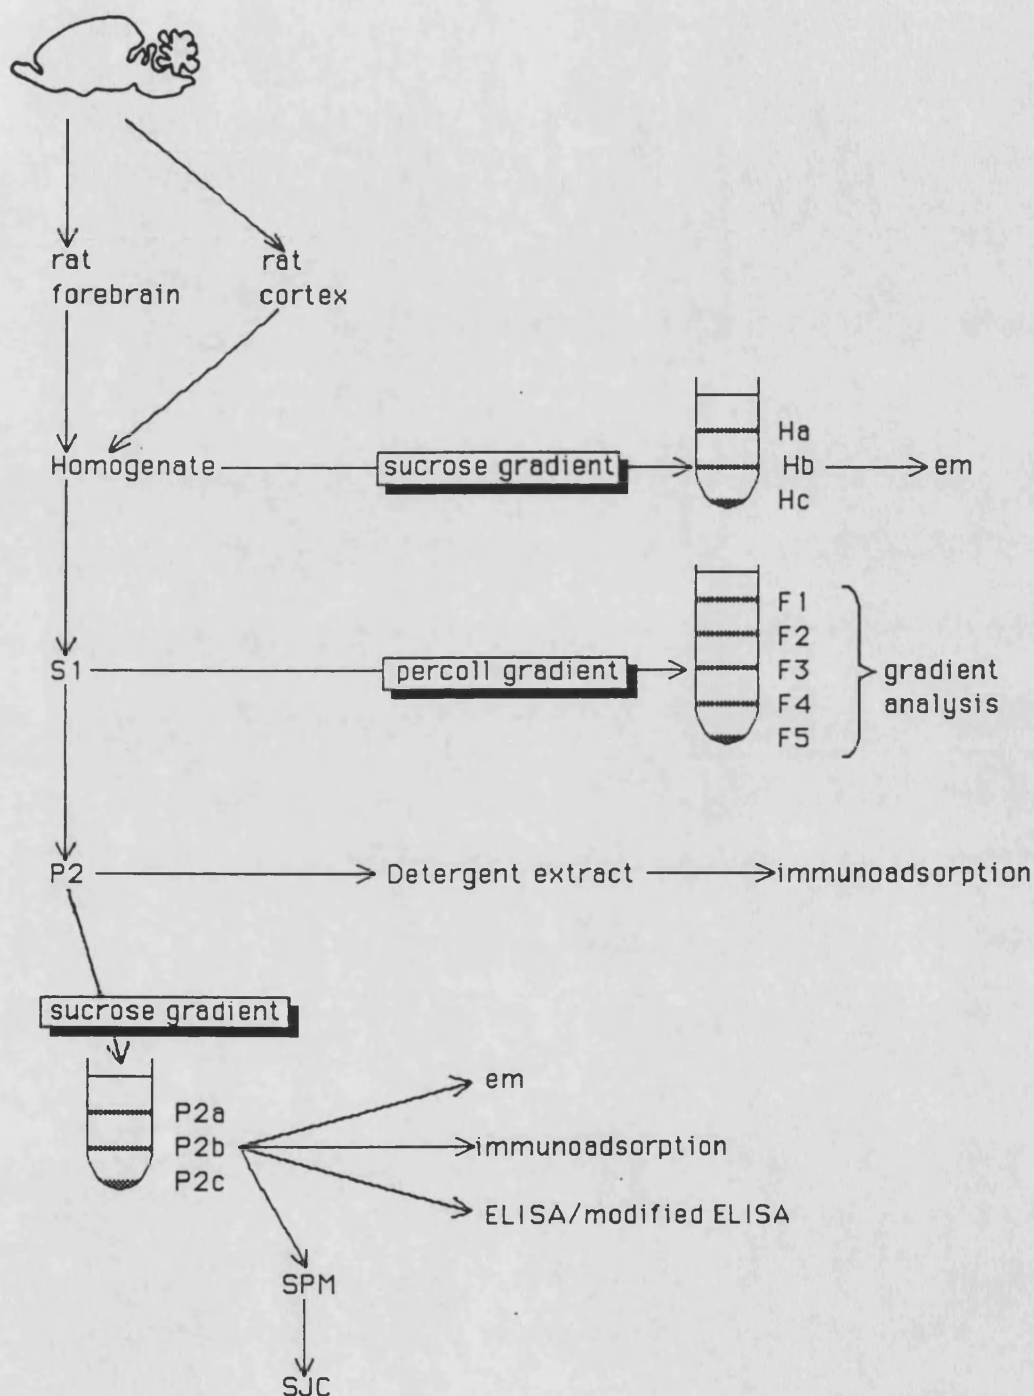 rat
forebrain
rat
cortex
Homogenate
sucrose gradient
Ha
Hb
Hc
em
S1
percoll gradient
F1
F2
F3
F4
F5
gradient
analysis
P2
Detergent extract
immunoadsorption
sucrose gradient
P2a
P2b
P2c
em
immunoadsorption
ELISA/modified ELISA
SPM
SJC